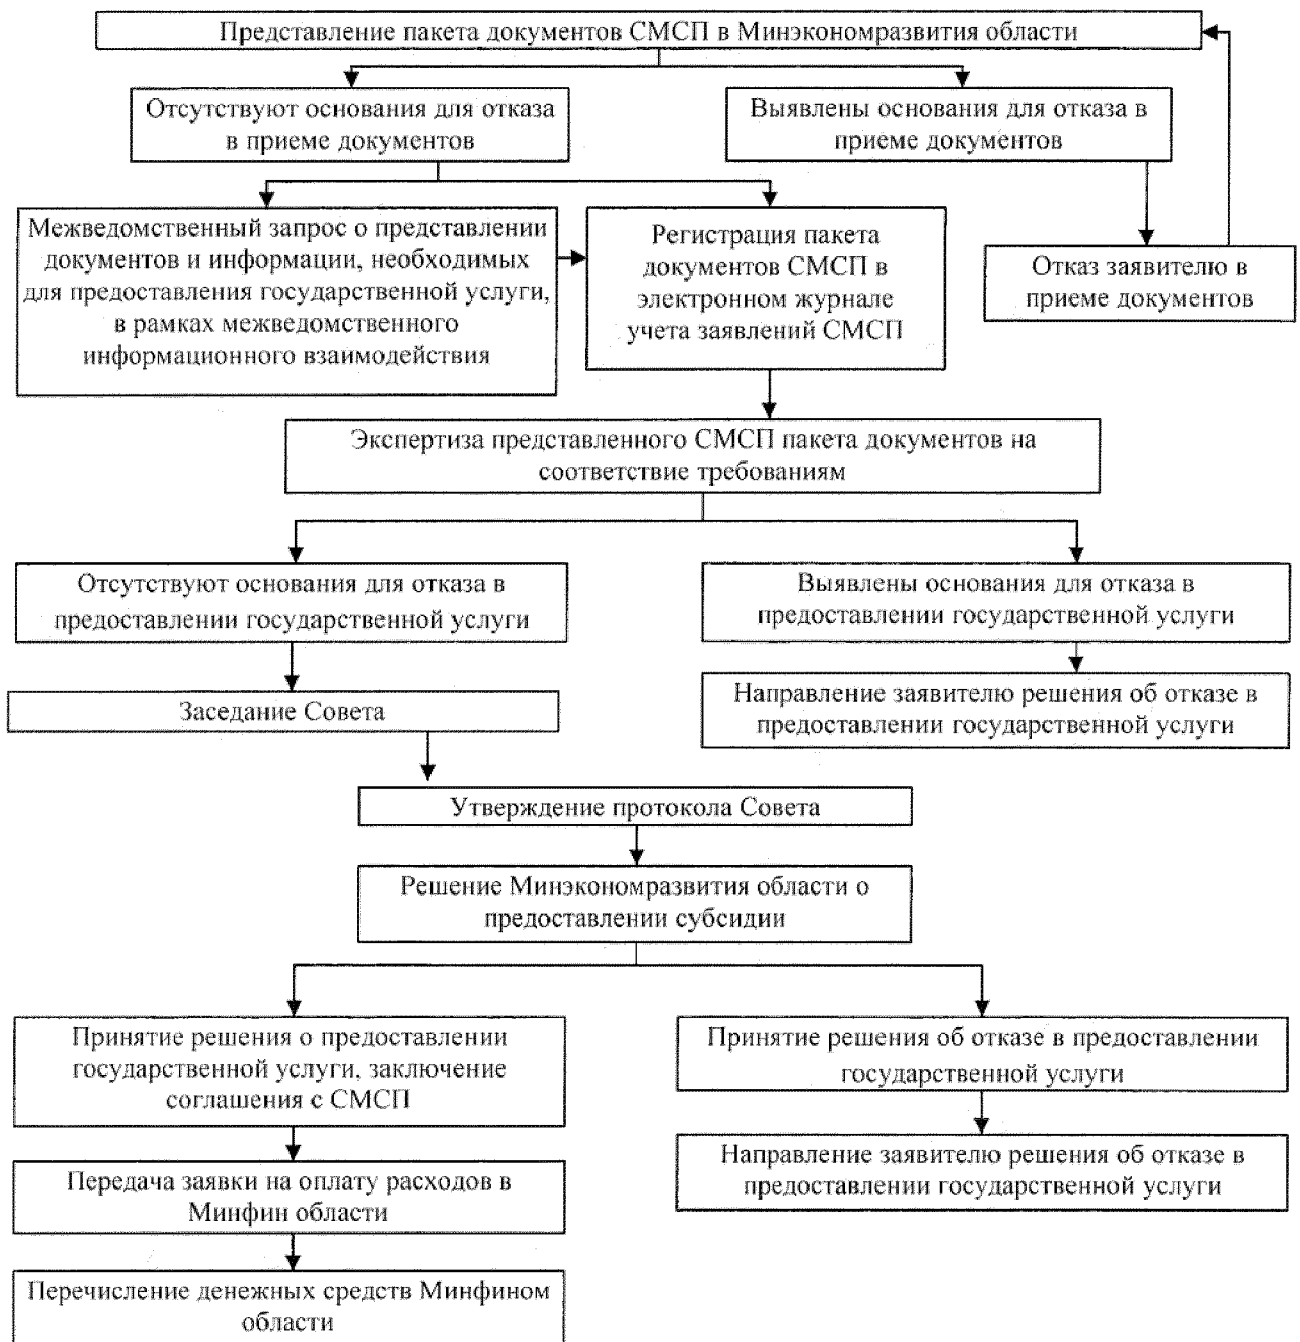 Представление пакета документов СМСП в Минэкономразвития области
Отсутствуют основания для отказа
в приеме документов
Выявлены основания для отказа в
приеме документов
Межведомственный запрос о представлении
документов и информации, необходимых
для предоставления государственной услуги,
в рамках межведомственного
информационного взаимодействия
Регистрация пакета
документов СМСП в
электронном журнале
учета заявлений СМСП
Отказ заявителю в
приеме документов
Экспертиза представленного СМСП пакета документов на
соответствие требованиям
Отсутствуют основания для отказа в
предоставлении государственной услуги
Выявлены основания для отказа в
предоставлении государственной услуги
Заседание Совета
Направление заявителю решения об отказе в
предоставлении государственной услуги
Утверждение протокола Совета
Решение Минэкономразвития области о
предоставлении субсидии
Принятие решения о предоставлении
государственной услуги, заключение
соглашения с СМСП
Принятие решения об отказе в предоставлении
государственной услуги
Передача заявки на оплату расходов в
Минфин области
Направление заявителю решения об отказе в
предоставлении государственной услуги
Перечисление денежных средств Минфином
области